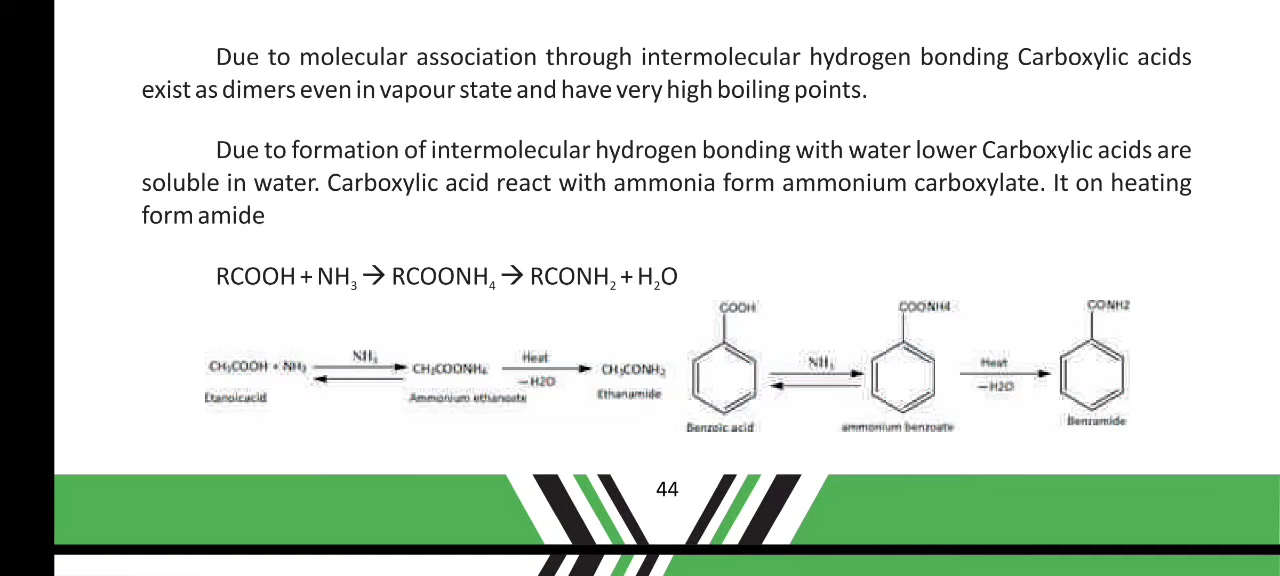 Due to molecular association through intermolecular hydrogen bonding Carboxylic acids
exist as dimers even in vapour state and have very high boiling points.
Due to formation of intermolecular hydrogen bonding with water lower Carboxylic acids are
soluble in water. Carboxylic acid react with ammonia form ammonium carboxylate. It on heating
form amide
RCOOH + NH₃ → RCOONH₄ → RCONH₂ + H₂O
COOH COONH4 CONH2
CH₃COOH + NH₃ NH₃ CH₃COONH₄ Heat CH₃CONH₂ NH₃ Heat
−H2O −H2O
Etanoicacid Ammonium ethanoate Ethanamide
Benzoic acid ammonium benzoate Benzamide
44